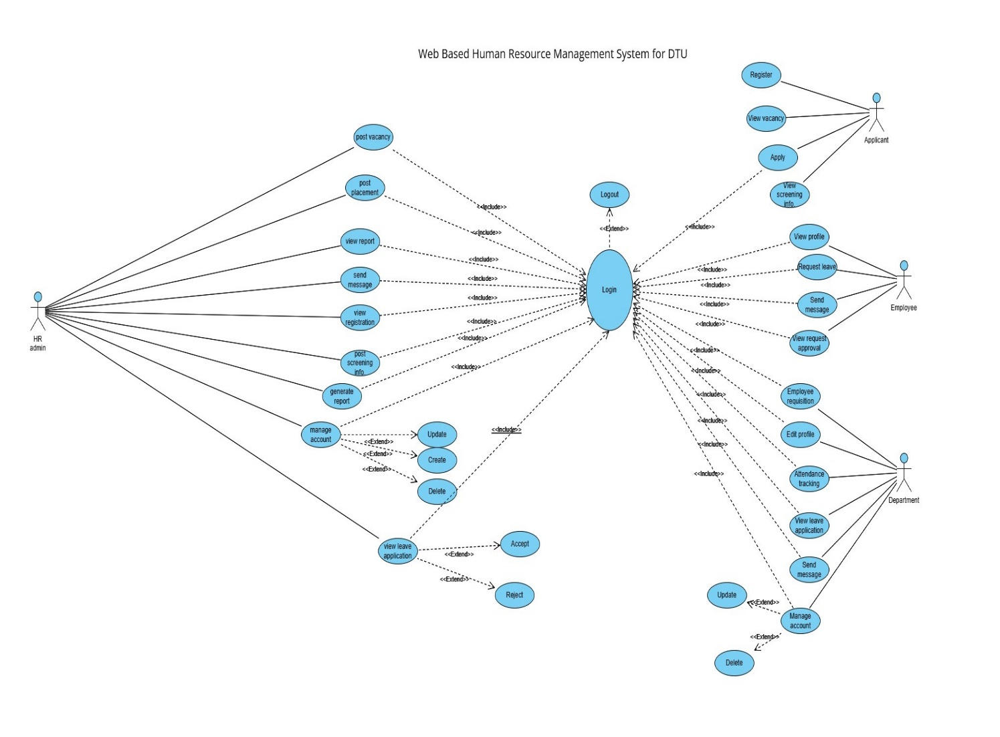 Web Based Human Resource Management System for DTU
Register
View vacancy
Apply
View
screening
info
Applicant
post vacancy
post
placement
view report
send
message
view
registration
post
screening
info
generate
report
manage
account
view leave
application
HR
admin
<<Include>>
<<Include>>
<<Include>>
<<Include>>
<<Include>>
<<Include>>
<<Include>>
<<Include>>
<<Include>>
Update
Create
Delete
<<Extend>>
<<Extend>>
<<Extend>>
Accept
Reject
<<Extend>>
<<Extend>>
Logout
<<Extend>>
Login
<<Include>>
<<Include>>
<<Include>>
<<Include>>
<<Include>>
<<Include>>
<<Include>>
<<Include>>
<<Include>>
<<Include>>
<<Include>>
View profile
Request leave
Send
message
View request
approval
Employee
Employee
requisition
Edit profile
Attendance
tracking
View leave
application
Send
message
Manage
account
Department
Update
<<Extend>>
<<Extend>>
Delete